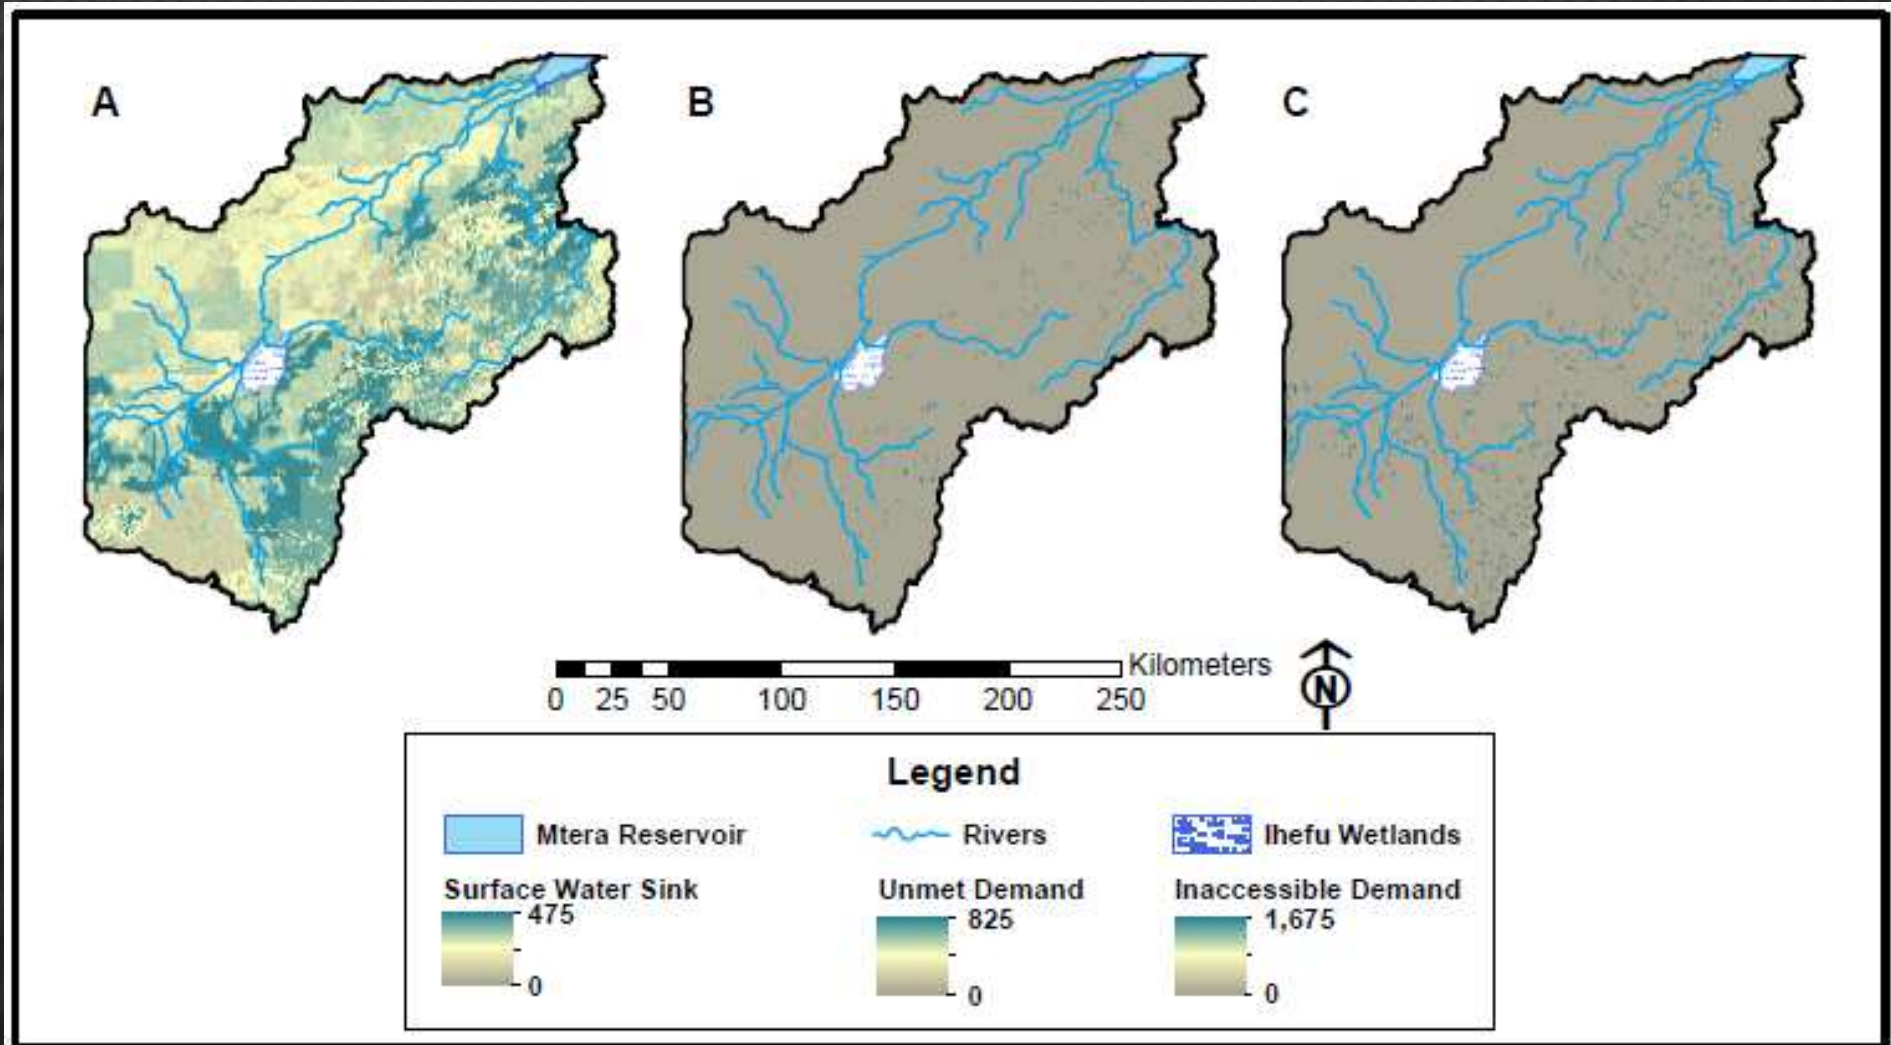 A
B
C
Kilometers
0 25 50 100 150 200 250
N
Legend
Mtera Reservoir
Rivers
Ihefu Wetlands
Surface Water Sink
475
0
Unmet Demand
825
0
Inaccessible Demand
1,675
0